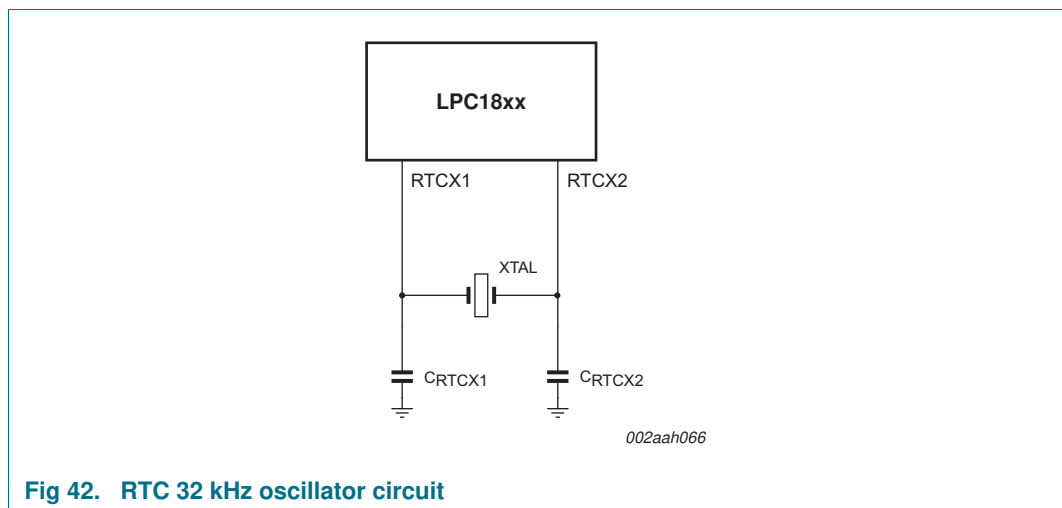 LPC18xx
RTCX1 RTCX2
XTAL
CRTCX1 CRTCX2
002aah066
Fig 42. RTC 32 kHz oscillator circuit